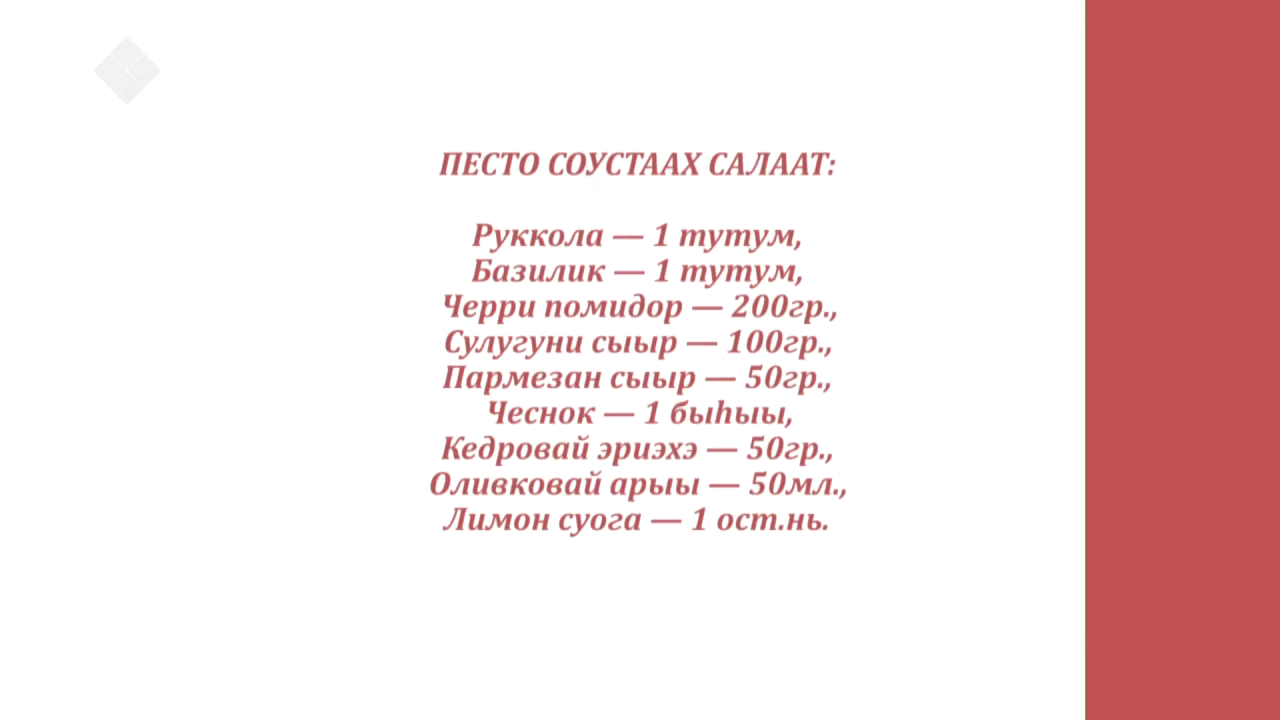 ПЕСТО СОУСТААХ САЛААТ:
Руккола — 1 тутум,
Базилик — 1 тутум,
Черри помидор — 200гр.,
Сулугуни сыыр — 100гр.,
Пармезан сыыр — 50гр.,
Чеснок — 1 быһыы,
Кедровай эриэхэ — 50гр.,
Оливковай арыы — 50мл.,
Лимон суога — 1 ост.нь.